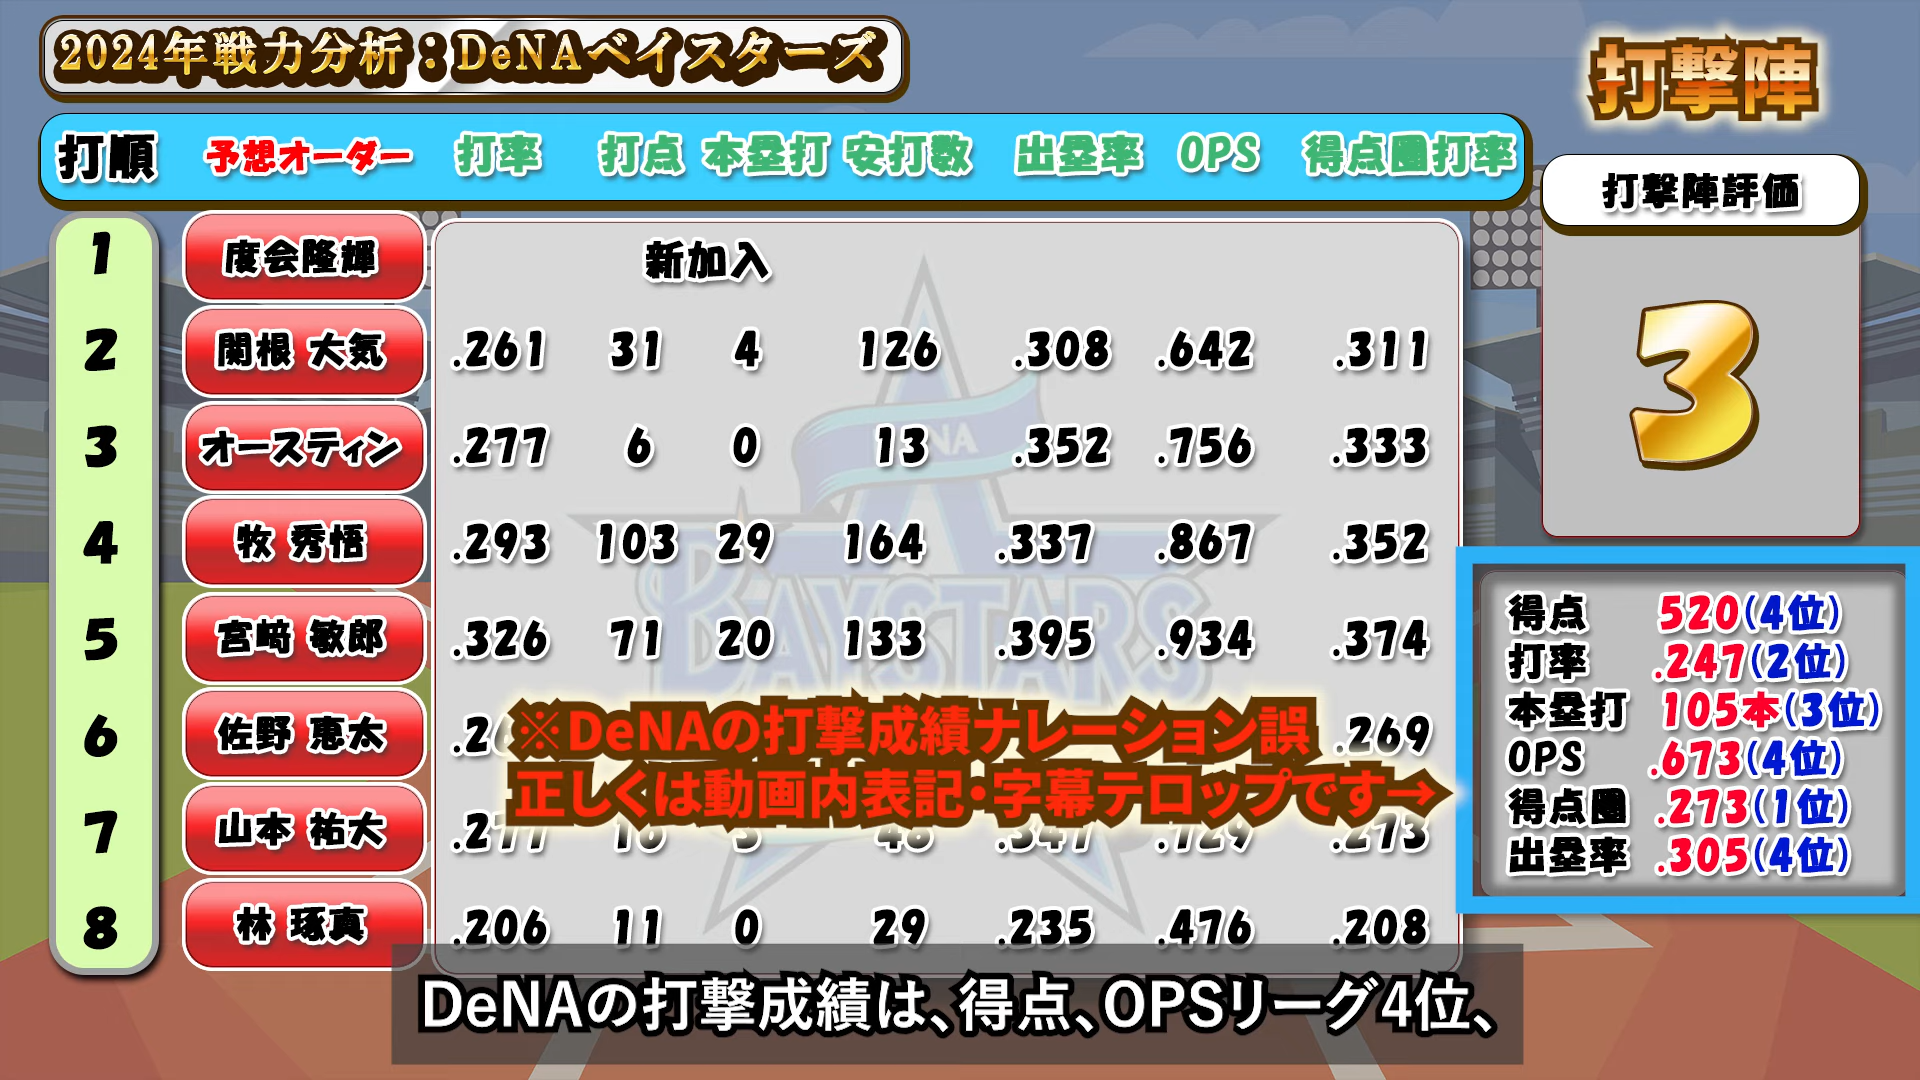 2024年戦力分析：DeNAベイスターズ
打撃陣
打順 予想オーダー 打率 打点 本塁打 安打数 出塁率 OPS 得点圏打率
打撃陣評価
3
1 度会隆輝 新加入
2 関根 大気 .261 31 4 126 .308 .642 .311
3 オースティン .277 6 0 13 .352 .756 .333
4 牧 秀悟 .293 103 29 164 .337 .867 .352
5 宮﨑 敏郎 .326 71 20 133 .395 .934 .374
6 佐野 恵太 .269
7 山本 祐大 .277 16 3 48 .347 .729 .273
8 林 琢真 .206 11 0 29 .235 .476 .208
DeNA
BAYSTARS
※DeNAの打撃成績ナレーション誤
正しくは動画内表記・字幕テロップです→
得点 520(4位)
打率 .247(2位)
本塁打 105本(3位)
OPS .673(4位)
得点圏 .273(1位)
出塁率 .305(4位)
DeNAの打撃成績は、得点、OPSリーグ4位、